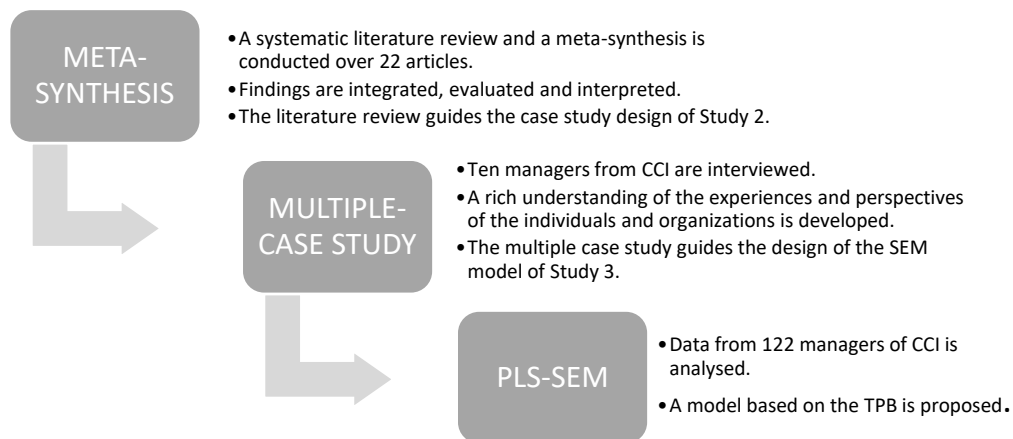 META-
SYNTHESIS
•A systematic literature review and a meta-synthesis is
conducted over 22 articles.
•Findings are integrated, evaluated and interpreted.
•The literature review guides the case study design of Study 2.
MULTIPLE-
CASE STUDY
•Ten managers from CCI are interviewed.
•A rich understanding of the experiences and perspectives
of the individuals and organizations is developed.
•The multiple case study guides the design of the SEM
model of Study 3.
PLS-SEM
•Data from 122 managers of CCI is
analysed.
•A model based on the TPB is proposed.